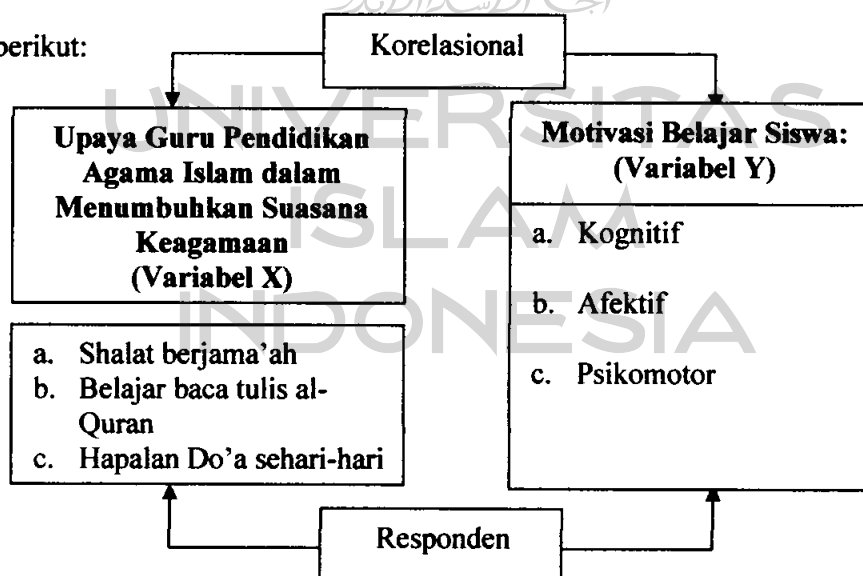 berikut:
Korelasional
UNIVERSITAS
ISLAM
INDONESIA
Upaya Guru Pendidikan
Agama Islam dalam
Menumbuhkan Suasana
Keagamaan
(Variabel X)
Motivasi Belajar Siswa:
(Variabel Y)
a. Kognitif
b. Afektif
c. Psikomotor
a. Shalat berjama'ah
b. Belajar baca tulis al-
Quran
c. Hapalan Do'a sehari-hari
Responden